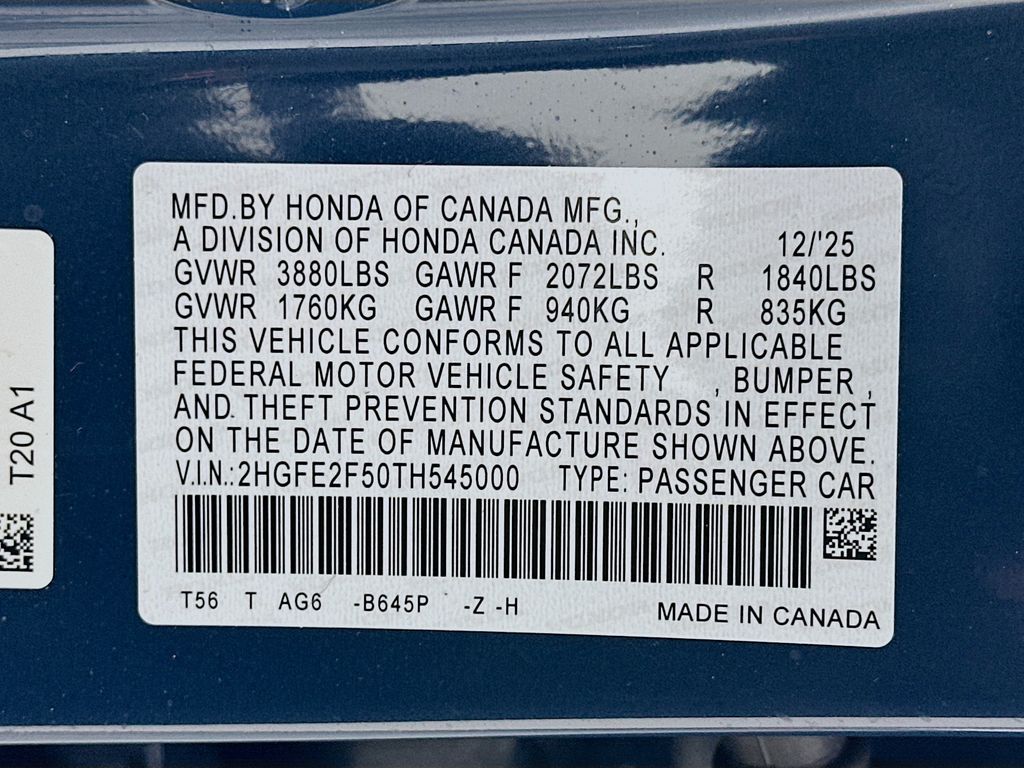 MFD.BY HONDA OF CANADA MFG.,
A DIVISION OF HONDA CANADA INC. 12/'25
GVWR 3880LBS GAWR F 2072LBS R 1840LBS
GVWR 1760KG GAWR F 940KG R 835KG
THIS VEHICLE CONFORMS TO ALL APPLICABLE
FEDERAL MOTOR VEHICLE SAFETY , BUMPER ,
AND THEFT PREVENTION STANDARDS IN EFFECT
ON THE DATE OF MANUFACTURE SHOWN ABOVE.
V.I.N.:2HGFE2F50TH545000 TYPE: PASSENGER CAR
T56 T AG6 -B645P -Z -H MADE IN CANADA
T20 A1